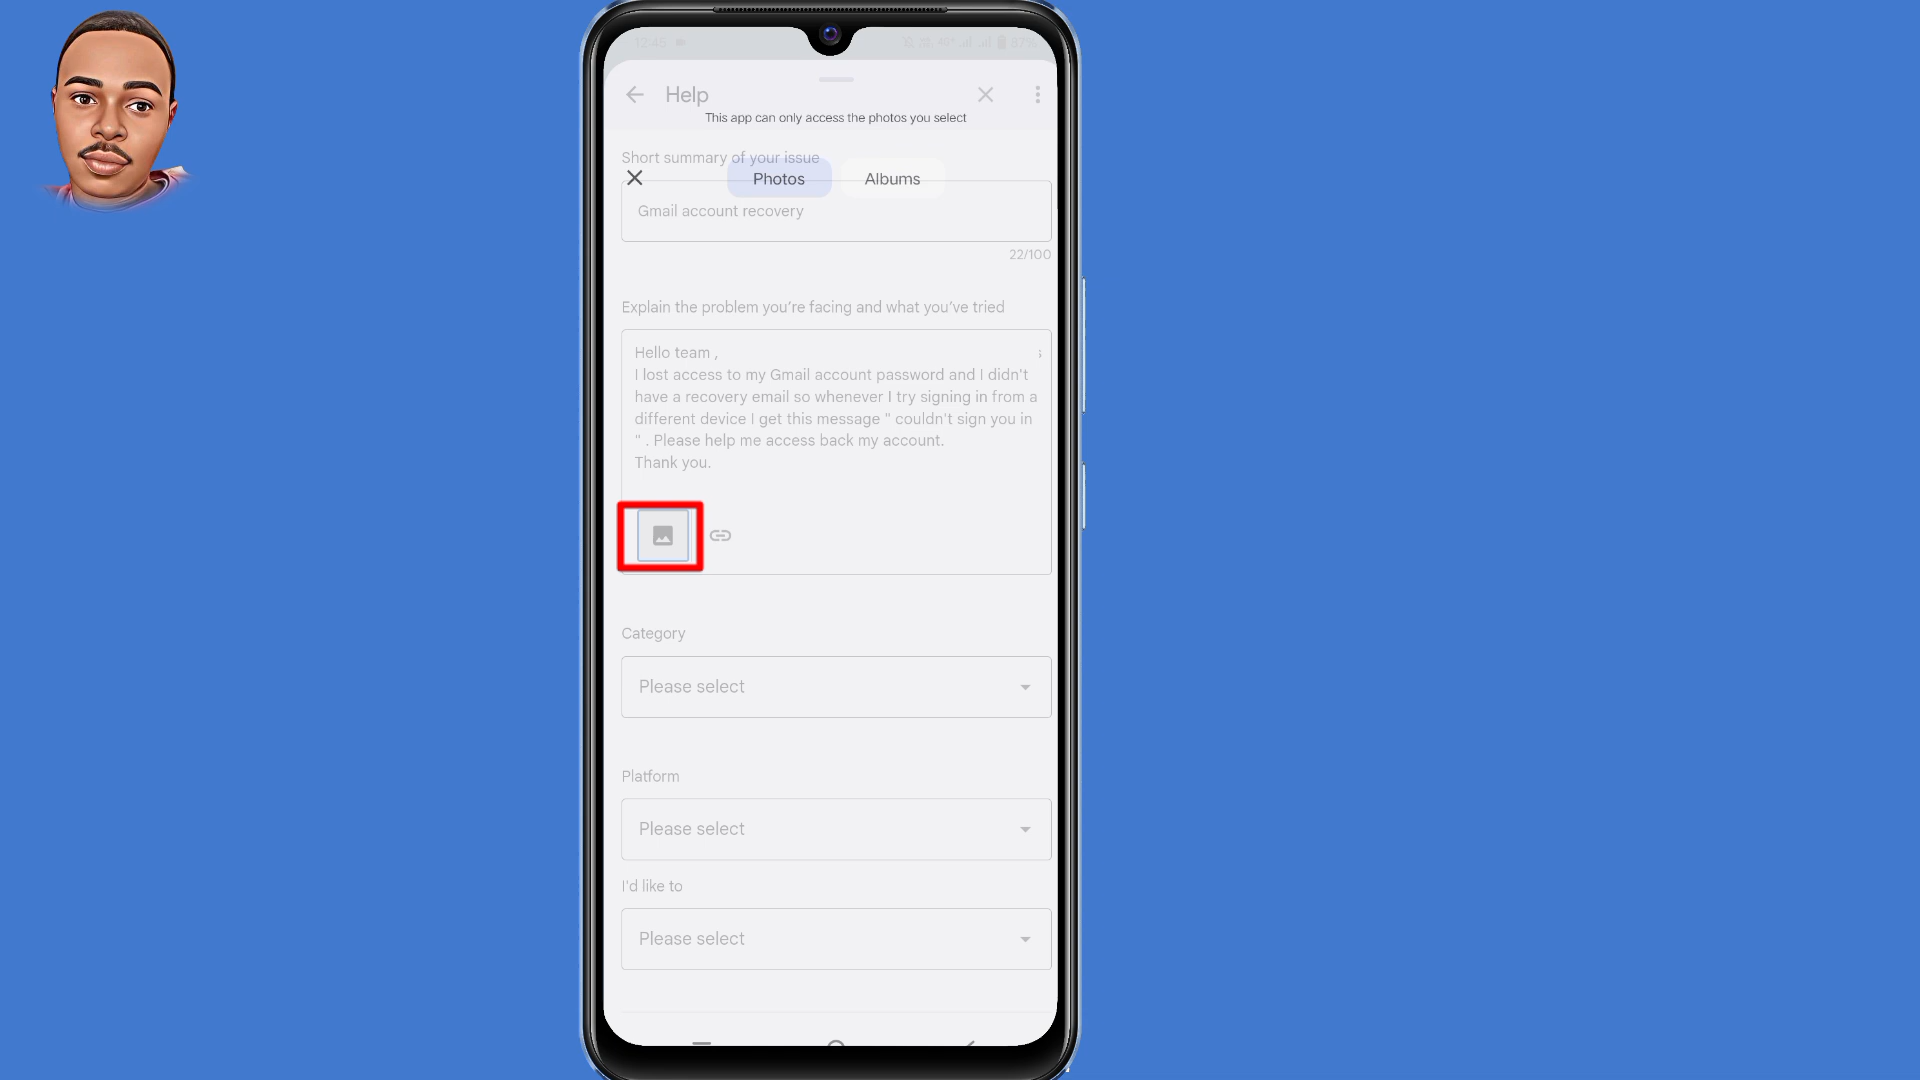 12:45
Help
This app can only access the photos you select
Short summary of your issue
Photos
Albums
Gmail account recovery
22/100
Explain the problem you're facing and what you've tried
Hello team ,
s
I lost access to my Gmail account password and I didn't
have a recovery email so whenever I try signing in from a
different device I get this message " couldn't sign you in
" . Please help me access back my account.
Thank you.
Category
Please select
Platform
Please select
I'd like to
Please select